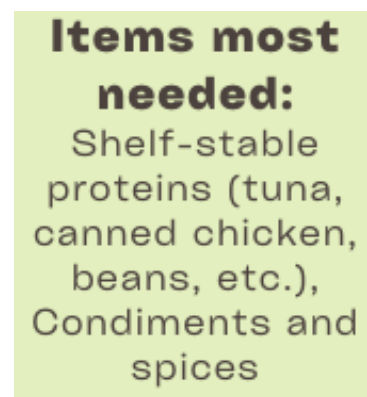 Items most
needed:
Shelf-stable
proteins (tuna,
canned chicken,
beans, etc.),
Condiments and
spices